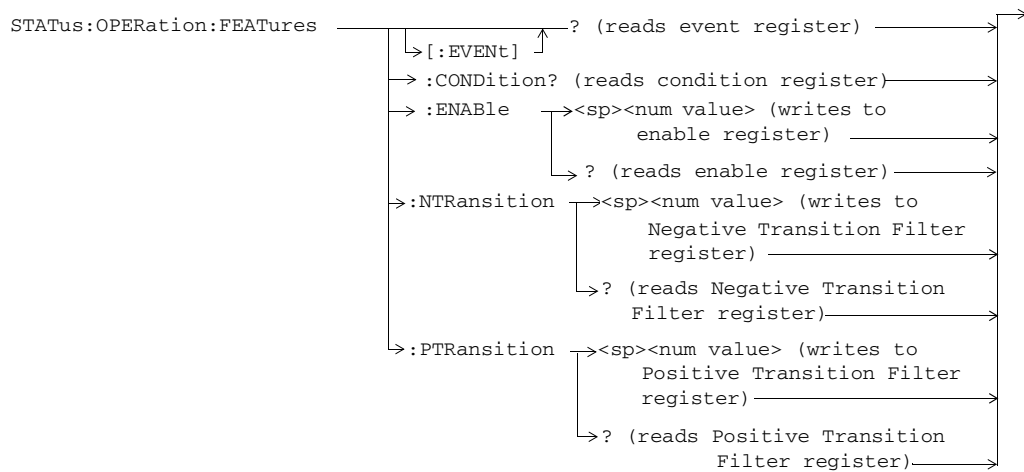 STATus:OPERation:FEATures ? (reads event register)
[:EVENt]
:CONDition? (reads condition register)
:ENABle <sp><num value> (writes to
enable register)
? (reads enable register)
:NTRansition <sp><num value> (writes to
Negative Transition Filter
register)
? (reads Negative Transition
Filter register)
:PTRansition <sp><num value> (writes to
Positive Transition Filter
register)
? (reads Positive Transition
Filter register)